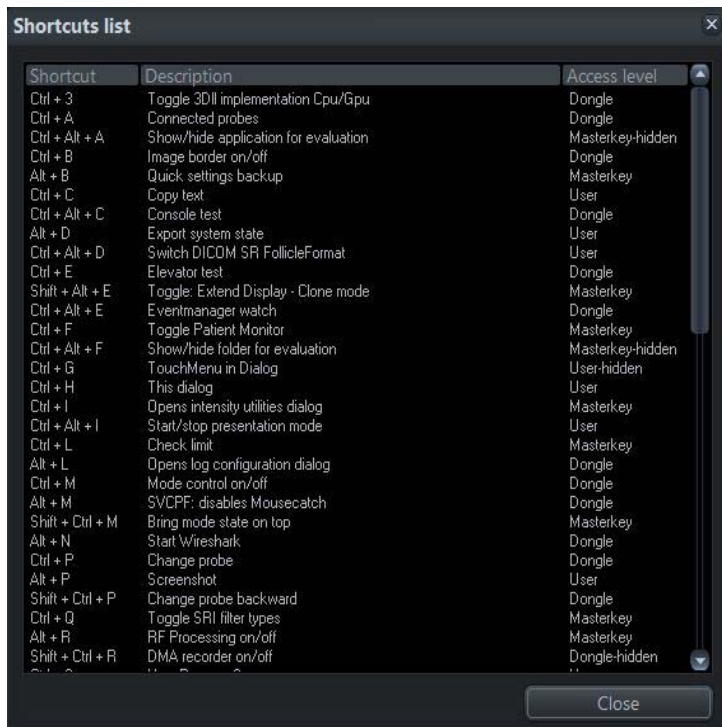 Shortcuts list
Shortcut Description Access level
Ctrl + 3 Toggle 3DII implementation Cpu/Gpu Dongle
Ctrl + A Connected probes Dongle
Ctrl + Alt + A Show/hide application for evaluation Masterkey-hidden
Ctrl + B Image border on/off Dongle
Alt + B Quick settings backup Masterkey
Ctrl + C Copy text User
Ctrl + Alt + C Console test Dongle
Alt + D Export system state User
Ctrl + Alt + D Switch DICOM SR FollicleFormat User
Ctrl + E Elevator test Dongle
Shift + Alt + E Toggle: Extend Display - Clone mode Masterkey
Ctrl + Alt + E Eventmanager watch Dongle
Ctrl + F Toggle Patient Monitor Masterkey
Ctrl + Alt + F Show/hide folder for evaluation Masterkey-hidden
Ctrl + G TouchMenu in Dialog User-hidden
Ctrl + H This dialog User
Ctrl + I Opens intensity utilities dialog Masterkey
Ctrl + Alt + I Start/stop presentation mode User
Ctrl + L Check limit Masterkey
Alt + L Opens log configuration dialog Dongle
Ctrl + M Mode control on/off Dongle
Alt + M SVCPF: disables Mousecatch Dongle
Shift + Ctrl + M Bring mode state on top Masterkey
Alt + N Start Wireshark Dongle
Ctrl + P Change probe Dongle
Alt + P Screenshot User
Shift + Ctrl + P Change probe backward Dongle
Ctrl + Q Toggle SRI filter types Masterkey
Alt + R RF Processing on/off Masterkey
Shift + Ctrl + R DMA recorder on/off Dongle-hidden
Close